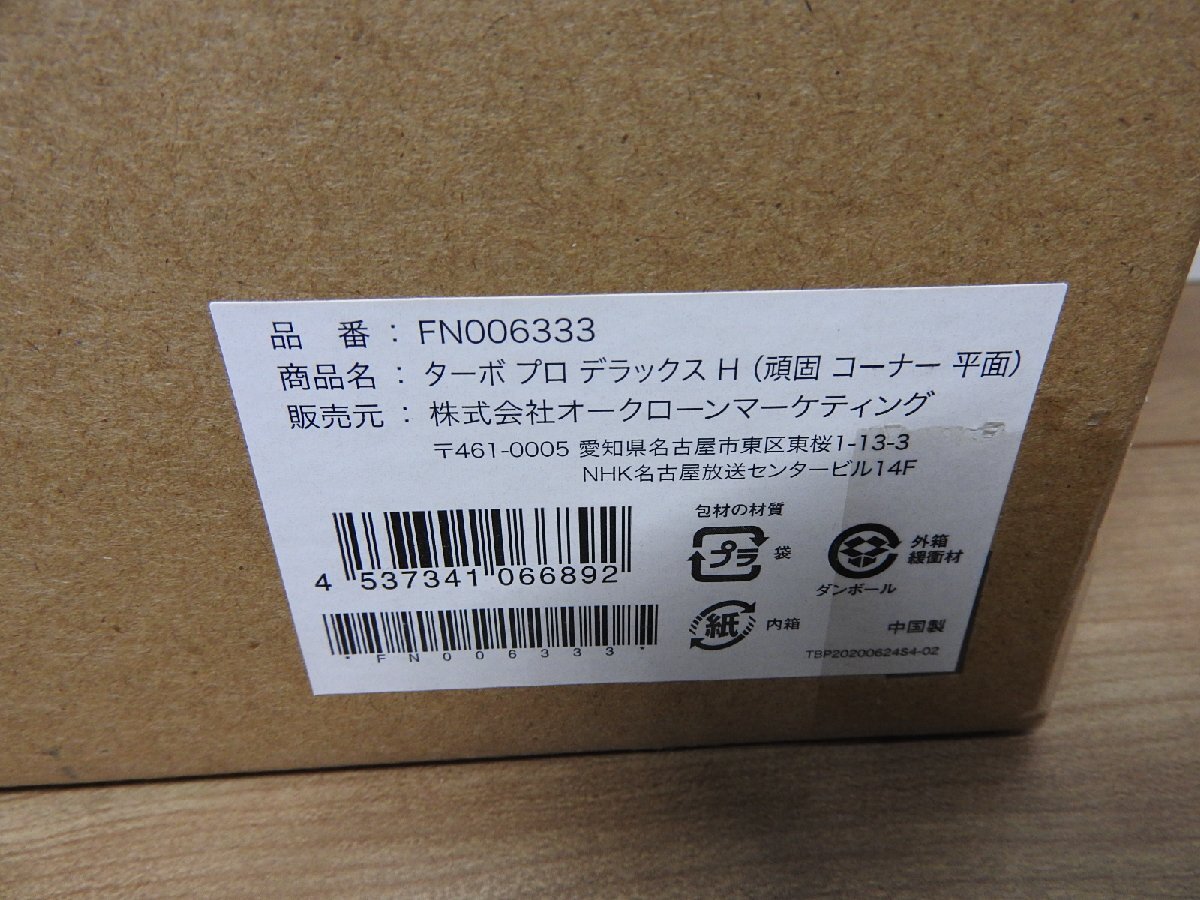 品 番 : FN006333
商品名 : ターボ プロ デラックス H (頑固 コーナー 平面)
販売元 : 株式会社オークローンマーケティング
〒461-0005 愛知県名古屋市東区東桜1-13-3
NHK名古屋放送センタービル14F
包材の材質
プラ 袋
外箱
緩衝材
ダンボール
4 537341 066892
紙 内箱
中国製
*FN006333*
TBP20200624S4-02